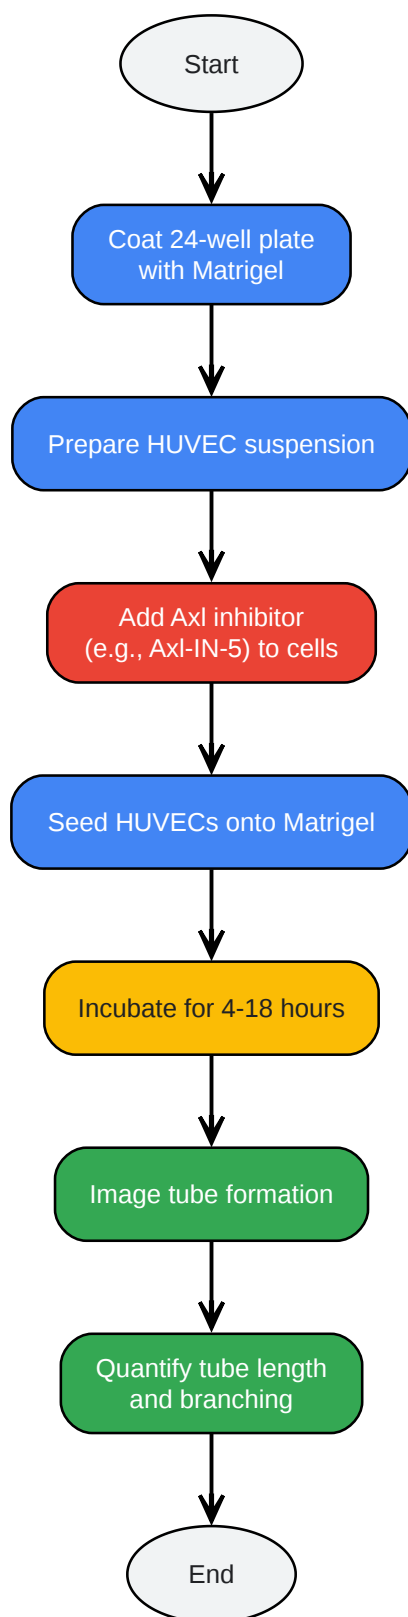 Start
Coat 24-well plate
with Matrigel
Prepare HUVEC suspension
Add Axl inhibitor
(e.g., Axl-IN-5) to cells
Seed HUVECs onto Matrigel
Incubate for 4-18 hours
Image tube formation
Quantify tube length
and branching
End